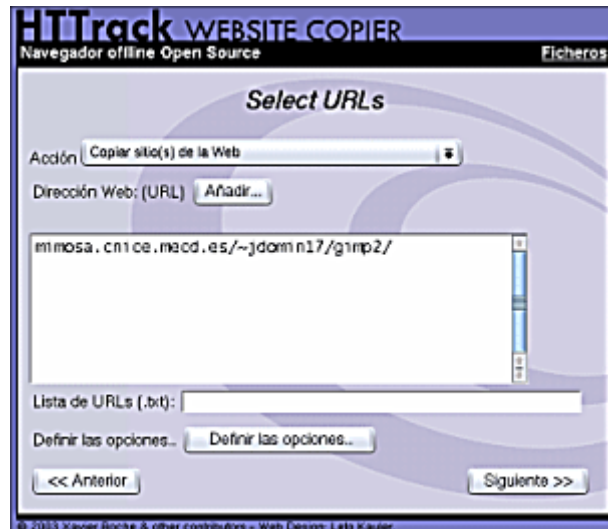 HTTrack WEBSITE COPIER
Navegador offline Open Source Ficheros
Select URLs
Acción Copiar sitio(s) de la Web
Dirección Web: (URL) Añadir...
mimosa.cnice.mecd.es/~jdomin17/gimp2/
Lista de URLs (.txt):
Definir las opciones.. Definir las opciones..
<< Anterior Siguiente >>
© 2003 Xavier Roche & other contributors - Web Design: Leto Kauler